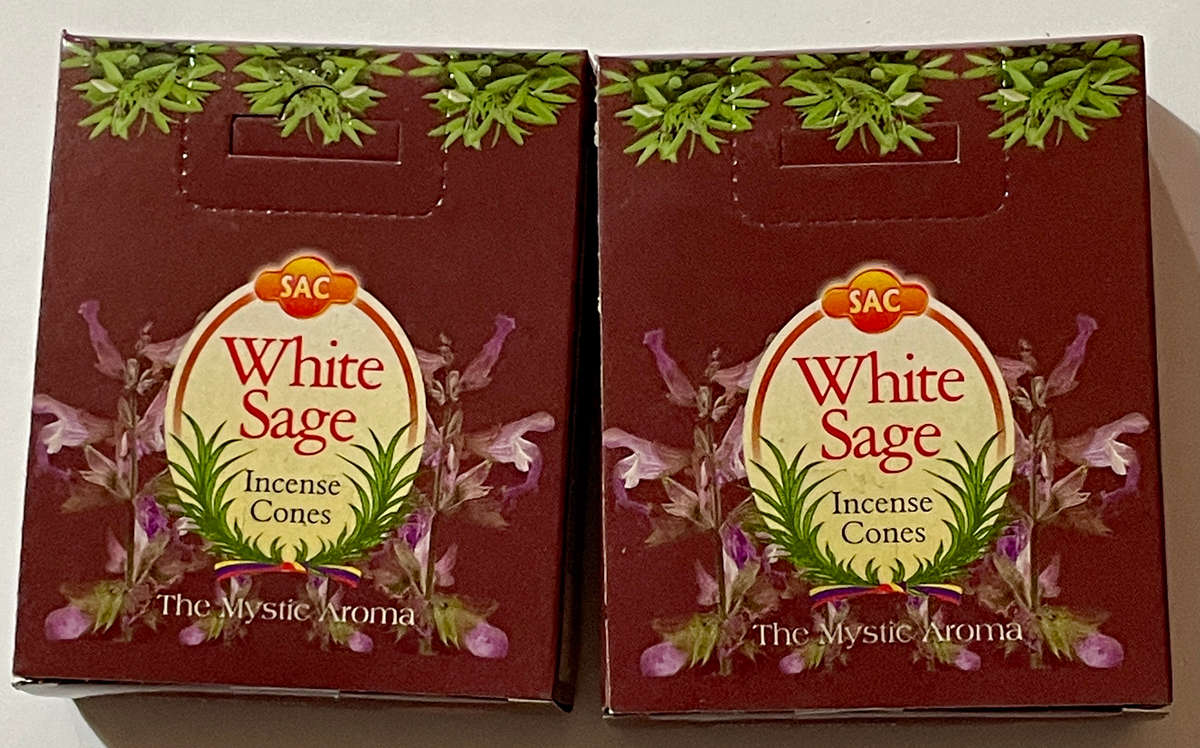 SAC
White
Sage
Incense
Cones
The Mystic Aroma
SAC
White
Sage
Incense
Cones
The Mystic Aroma